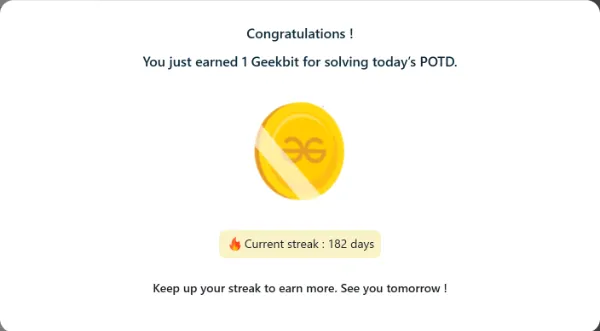 Congratulations !
You just earned 1 Geekbit for solving today's POTD.
Current streak : 182 days
Keep up your streak to earn more. See you tomorrow !